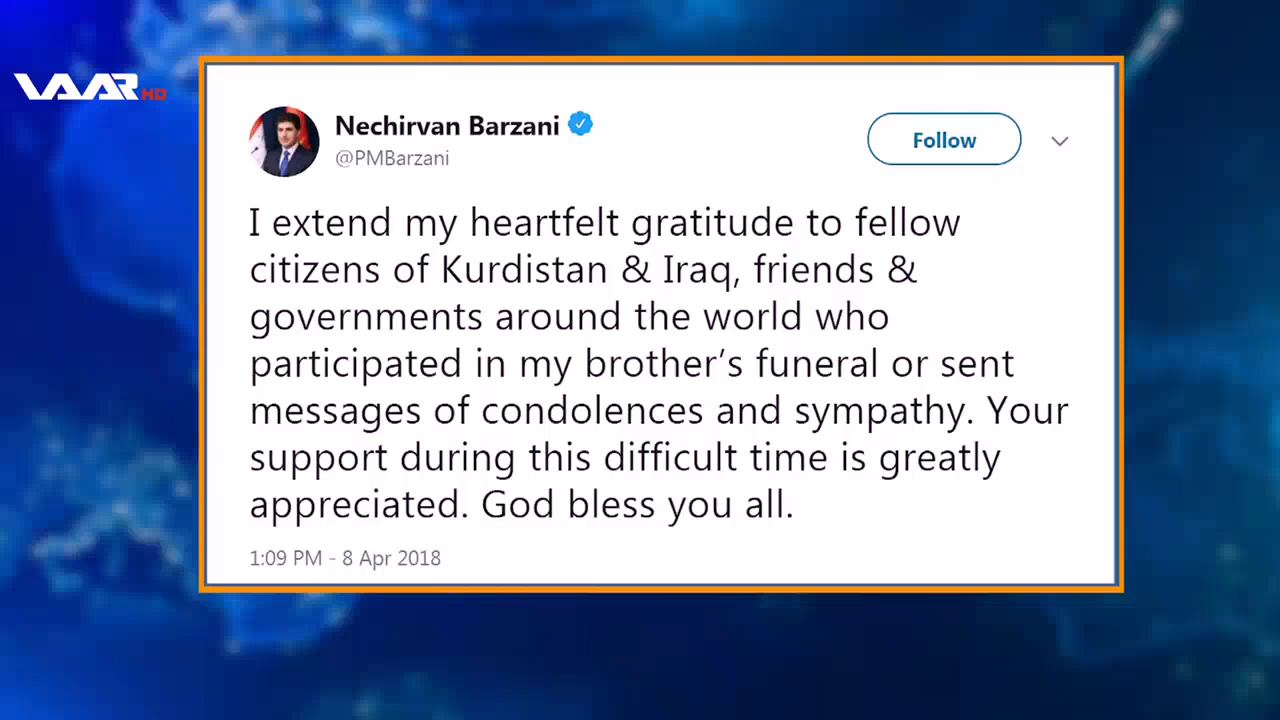 VAAR HD
Nechirvan Barzani
@PMBarzani
Follow
I extend my heartfelt gratitude to fellow
citizens of Kurdistan & Iraq, friends &
governments around the world who
participated in my brother’s funeral or sent
messages of condolences and sympathy. Your
support during this difficult time is greatly
appreciated. God bless you all.
1:09 PM - 8 Apr 2018